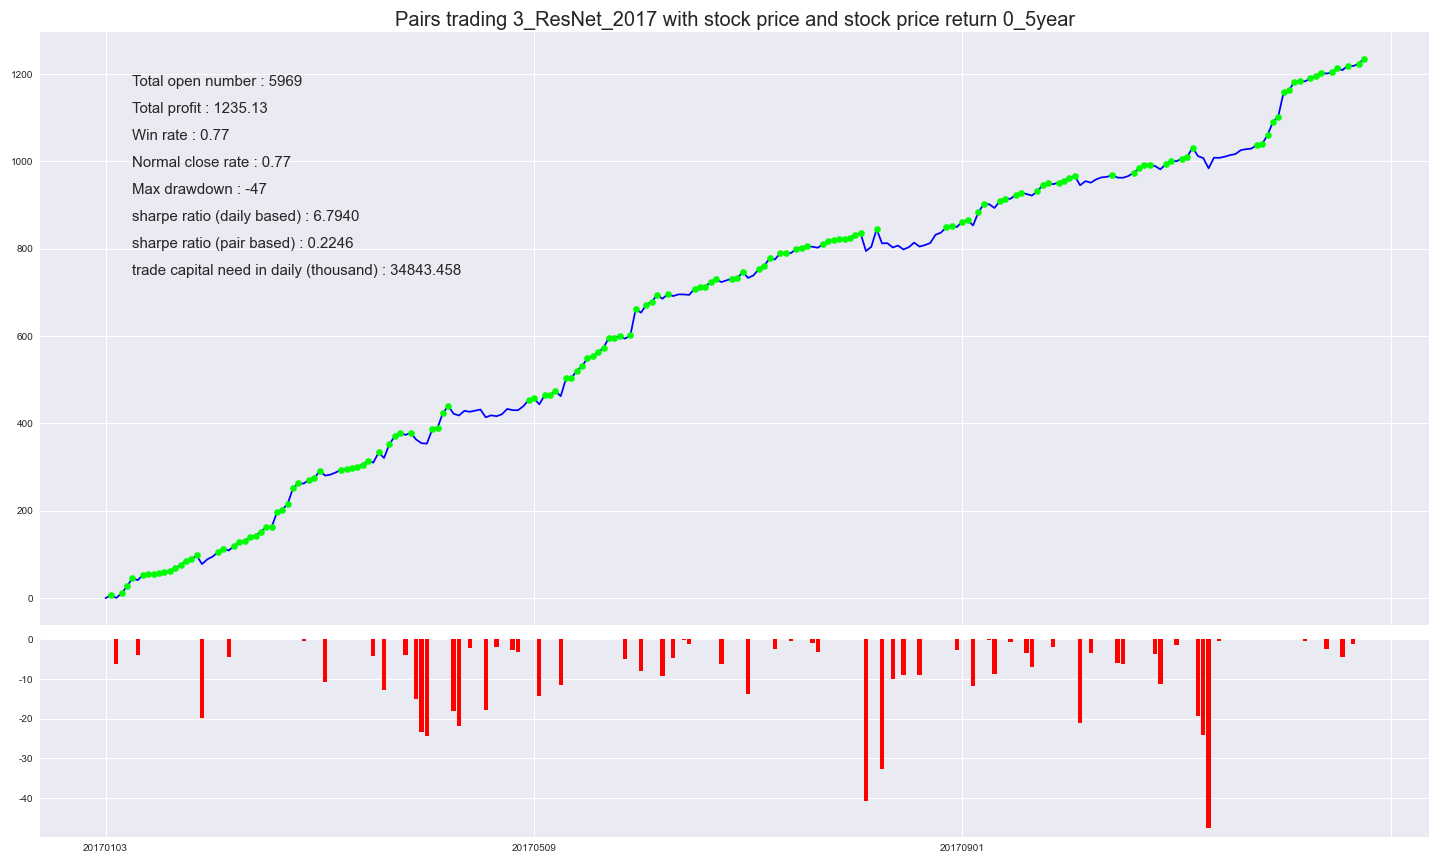 Pairs trading 3_ResNet_2017 with stock price and stock price return 0_5year
1200
1000
800
600
400
200
0
Total open number : 5969
Total profit : 1235.13
Win rate : 0.77
Normal close rate : 0.77
Max drawdown : -47
sharpe ratio (daily based) : 6.7940
sharpe ratio (pair based) : 0.2246
trade capital need in daily (thousand) : 34843.458
0
-10
-20
-30
-40
20170103 20170509 20170901